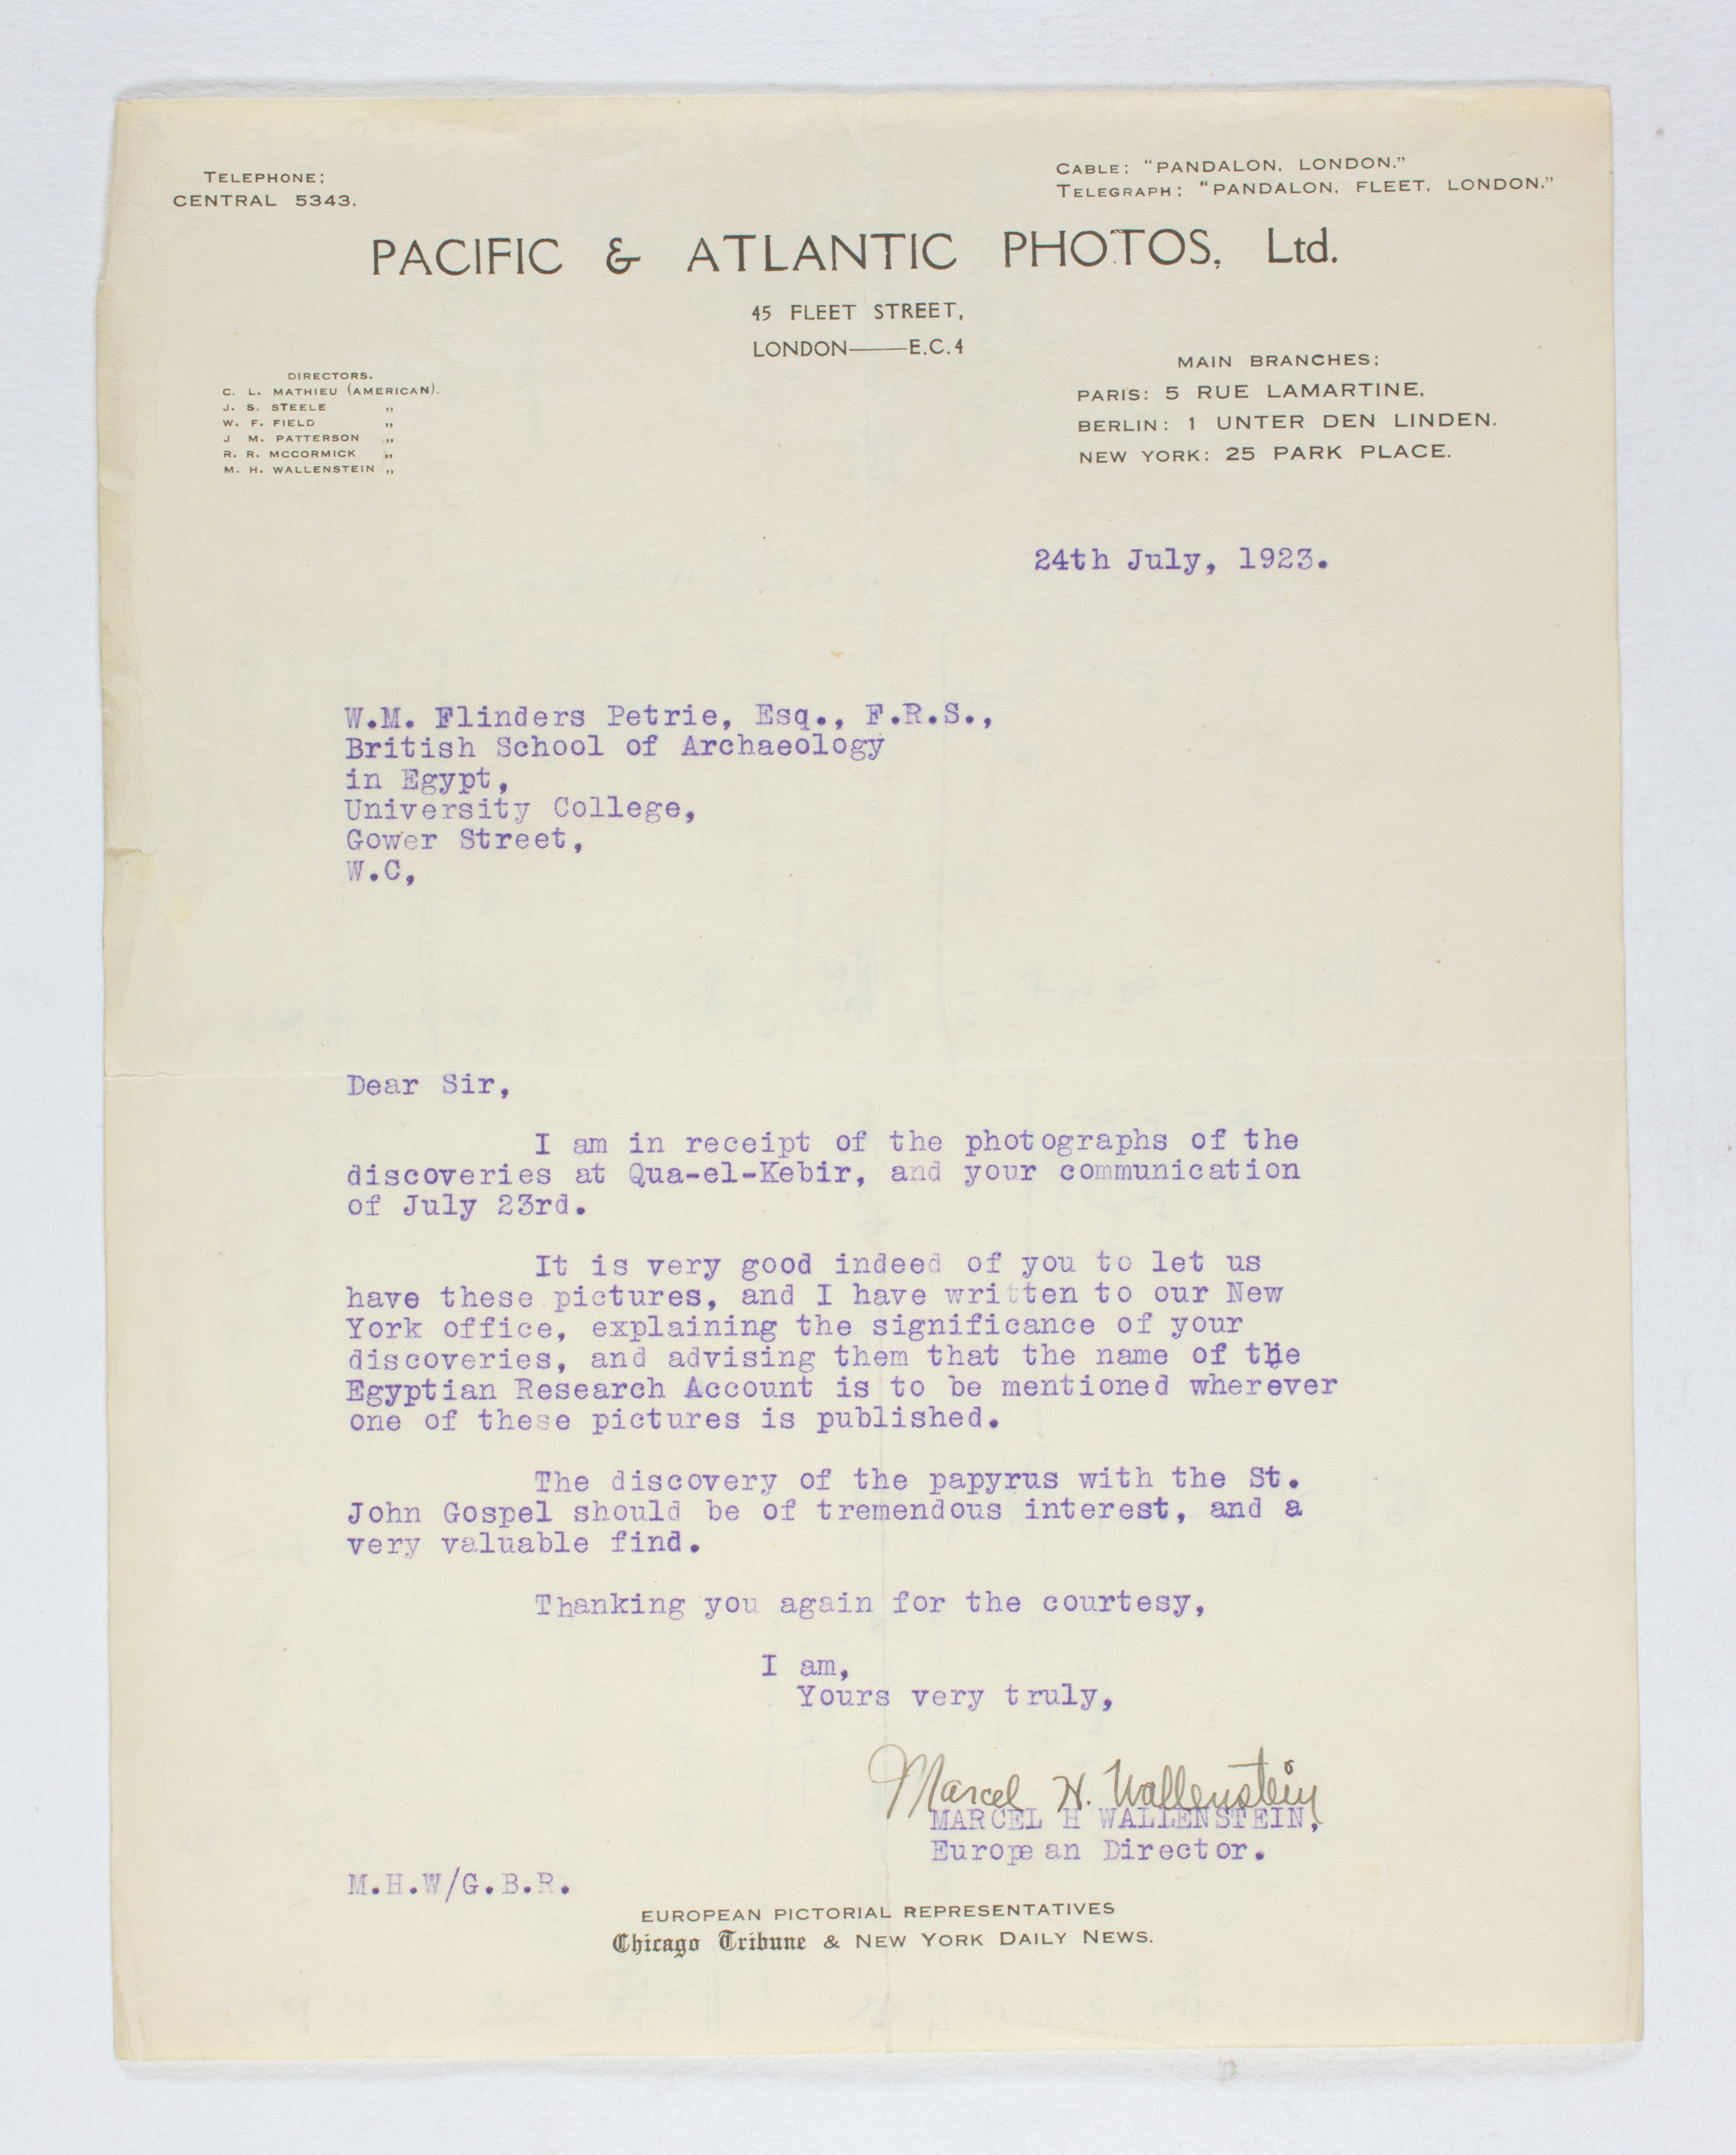 TELEPHONE:
CENTRAL 5343.
CABLE: "PANDALON, LONDON."
TELEGRAPH: "PANDALON, FLEET, LONDON."
PACIFIC & ATLANTIC PHOTOS, Ltd.
45 FLEET STREET,
LONDON——E.C.4
DIRECTORS.
C. L. MATHIEU (AMERICAN).
J. S. STEELE „
W. F. FIELD „
J M. PATTERSON „
R. R. MCCORMICK „
M. H. WALLENSTEIN „
MAIN BRANCHES:
PARIS: 5 RUE LAMARTINE.
BERLIN: 1 UNTER DEN LINDEN.
NEW YORK: 25 PARK PLACE.
24th July, 1923.
W.M. Flinders Petrie, Esq., F.R.S.,
British School of Archaeology
in Egypt,
University College,
Gower Street,
W.C,
Dear Sir,
I am in receipt of the photographs of the
discoveries at Qua-el-Kebir, and your communication
of July 23rd.
It is very good indeed of you to let us
have these pictures, and I have written to our New
York office, explaining the significance of your
discoveries, and advising them that the name of the
Egyptian Research Account is to be mentioned wherever
one of these pictures is published.
The discovery of the papyrus with the St.
John Gospel should be of tremendous interest, and a
very valuable find.
Thanking you again for the courtesy,
I am,
Yours very truly,
Marcel H. Wallenstein
MARCEL H WALLENSTEIN,
European Director.
M.H.W/G.B.R.
EUROPEAN PICTORIAL REPRESENTATIVES
Chicago Tribune & NEW YORK DAILY NEWS.